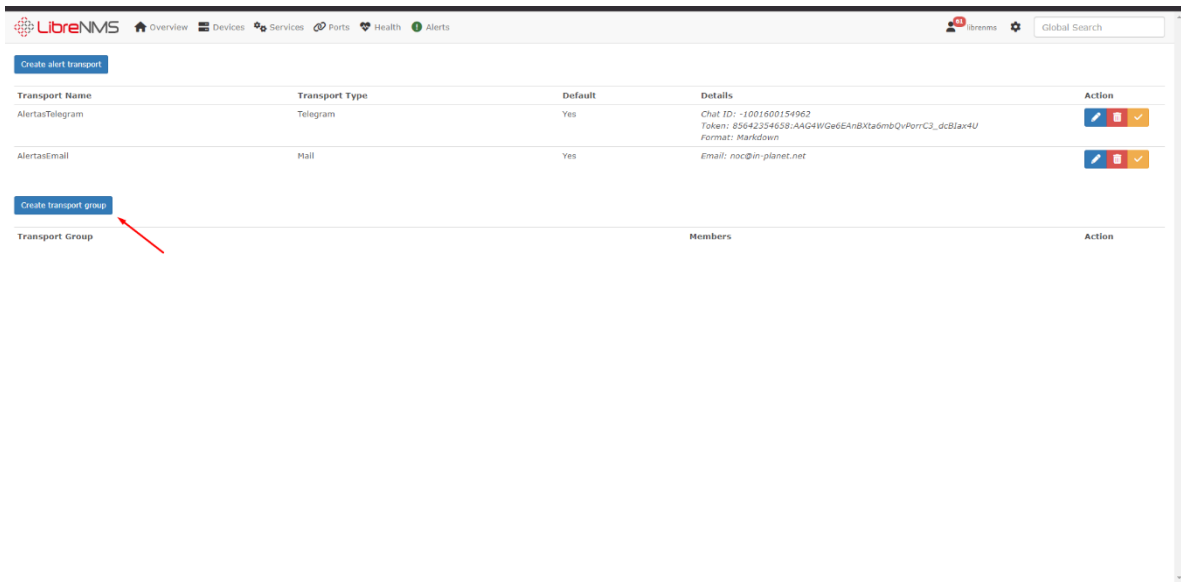 LibreNMS Overview Devices Services Ports Health Alerts 61 librenms Global Search
Create alert transport
Transport Name Transport Type Default Details Action
AlertasTelegram Telegram Yes Chat ID: -1001600154962
Token: 85642354658:AAG4WGe6EAnBXta6mbQvPorrC3_dcBIax4U
Format: Markdown
AlertasEmail Mail Yes Email: noc@in-planet.net
Create transport group
Transport Group Members Action